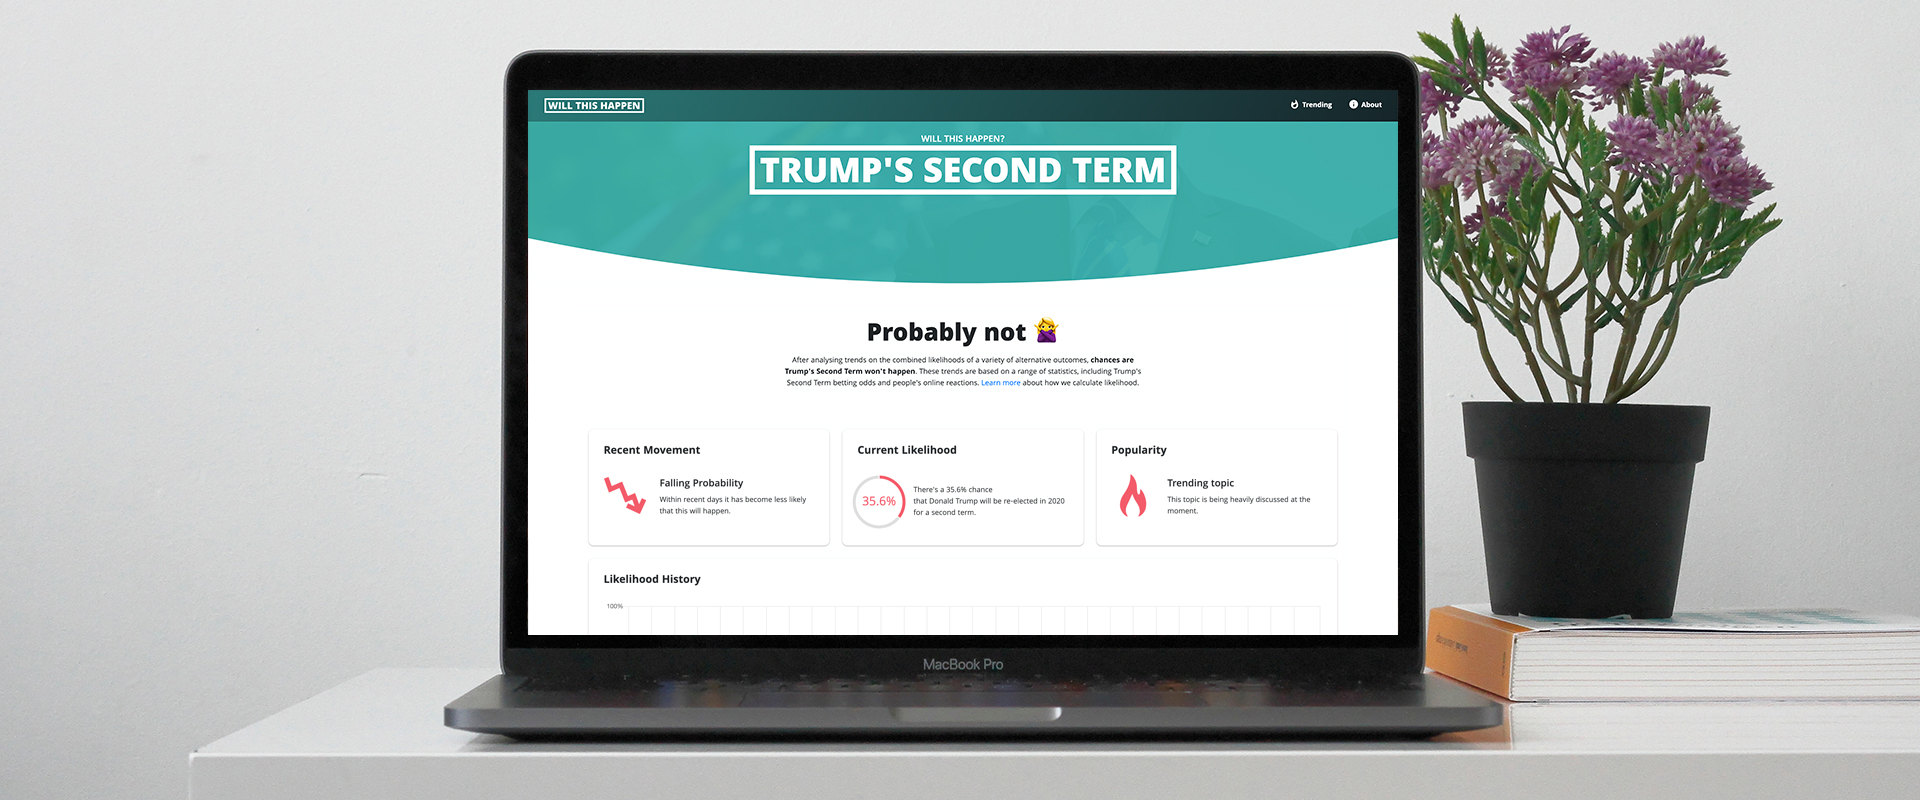 WILL THIS HAPPEN
Trending
About
WILL THIS HAPPEN?
TRUMP'S SECOND TERM
Probably not
After analysing trends on the combined likelihoods of a variety of alternative outcomes, chances are
Trump's Second Term won't happen. These trends are based on a range of statistics, including Trump's
Second Term betting odds and people's online reactions. Learn more about how we calculate likelihood.
Recent Movement
Falling Probability
Within recent days it has become less likely
that this will happen.
Current Likelihood
35.6%
There's a 35.6% chance
that Donald Trump will be re-elected in 2020
for a second term.
Popularity
Trending topic
This topic is being heavily discussed at the
moment.
Likelihood History
100%
MacBook Pro